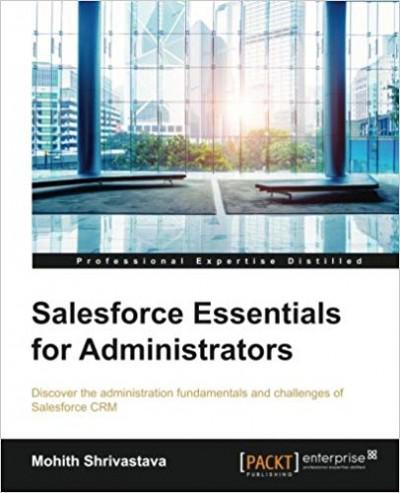 Professional Expertise Distilled
Salesforce Essentials
for Administrators
Discover the administration fundamentals and challenges of
Salesforce CRM
Mohith Shrivastava
[PACKT]
PUBLISHING
enterprise
professional expertise distilled